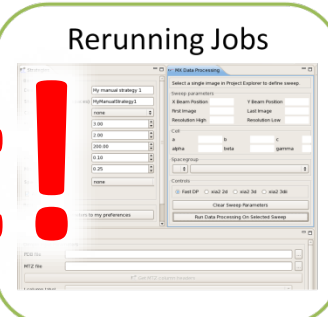 Rerunning Jobs
MX Data Processing
Select a single image in Project Explorer to define sweep.
My manual strategy 1
Sweep parameters
MyManualStrategy1
X Beam Position
Y Beam Position
none
First Image
Last Image
3.00
Resolution High
Resolution Low
2.00
Cell
200.00
a
b
c
0.10
alpha
beta
gamma
0.25
Spacegroup
none
Controls
Fast DP
xia2 2d
xia2 3d
xia2 3dii
to my preferences
Clear Sweep Parameters
Run Data Processing On Selected Sweep
PDB file
MTZ file